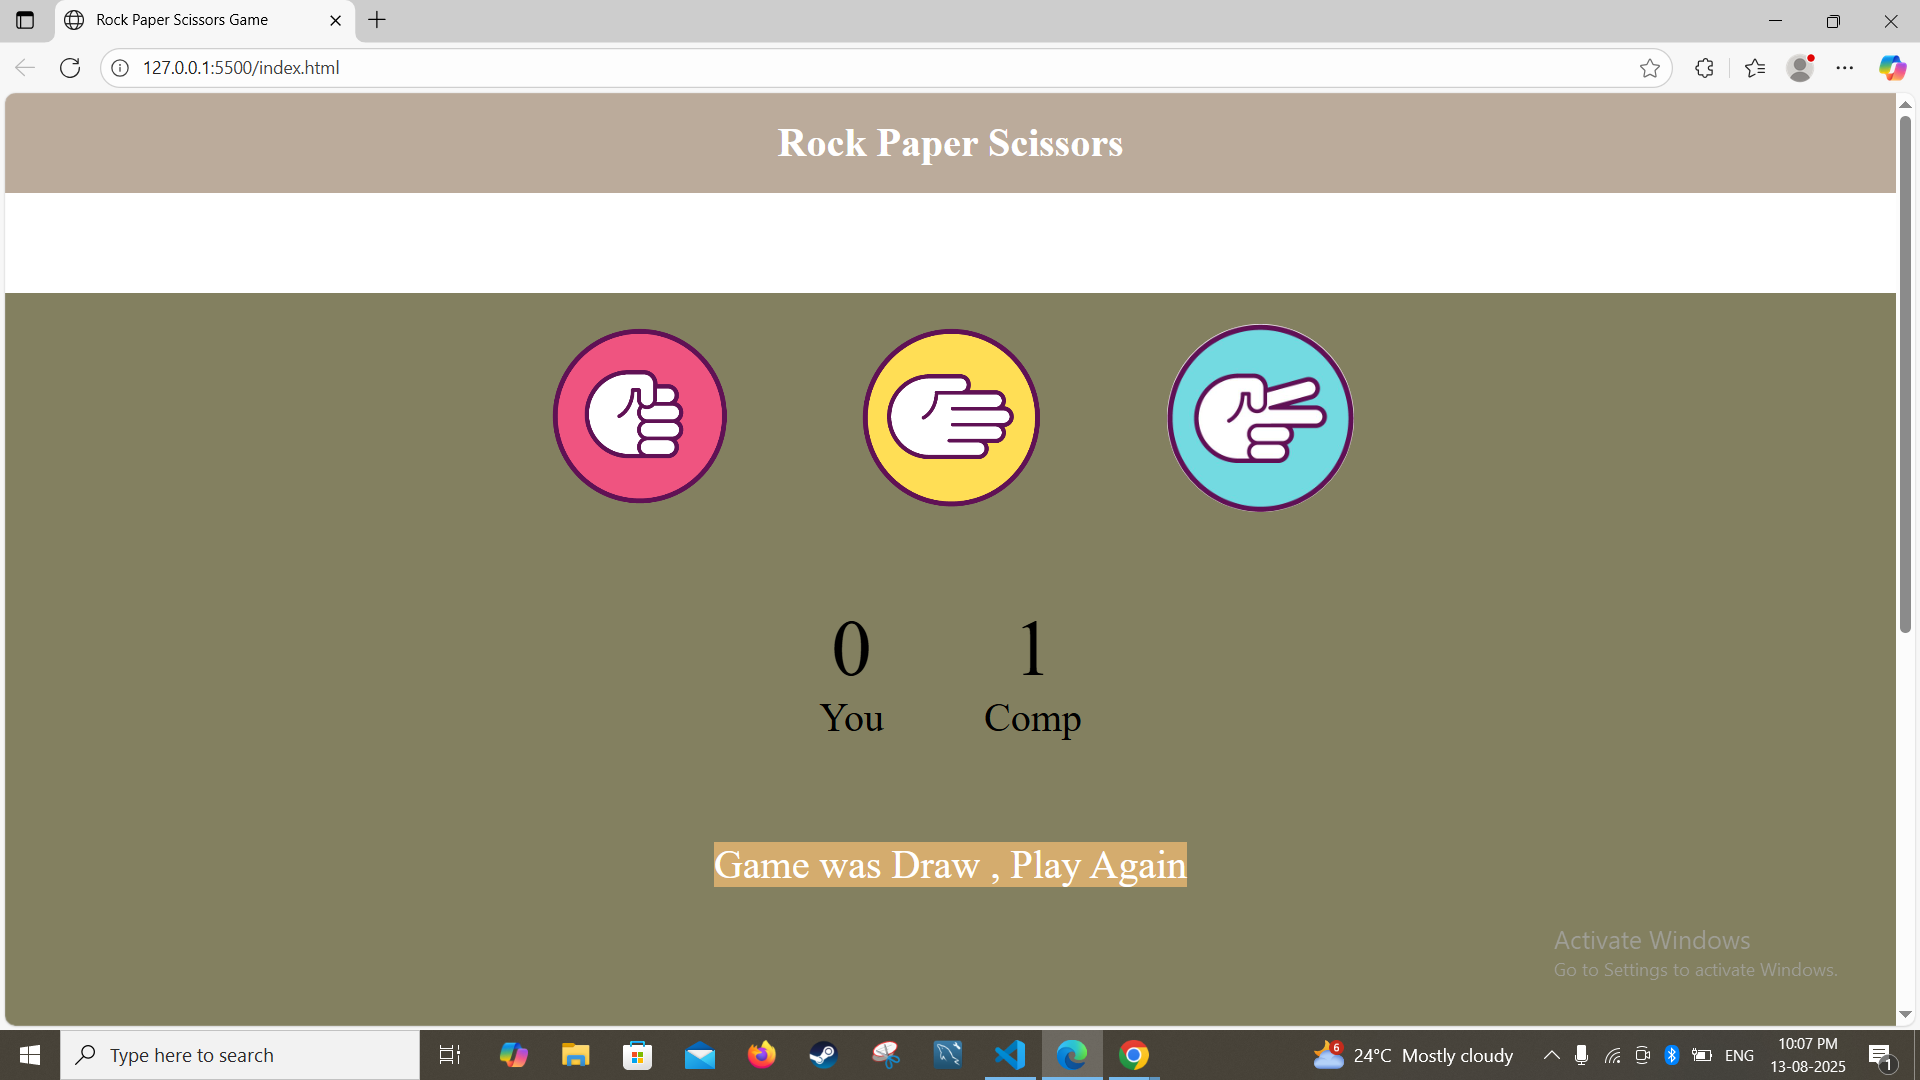 Rock Paper Scissors Game
127.0.0.1:5500/index.html
Rock Paper Scissors
0 1
You Comp
Game was Draw , Play Again
Activate Windows
Go to Settings to activate Windows.
Type here to search
6
24°C Mostly cloudy
ENG
10:07 PM
13-08-2025
1